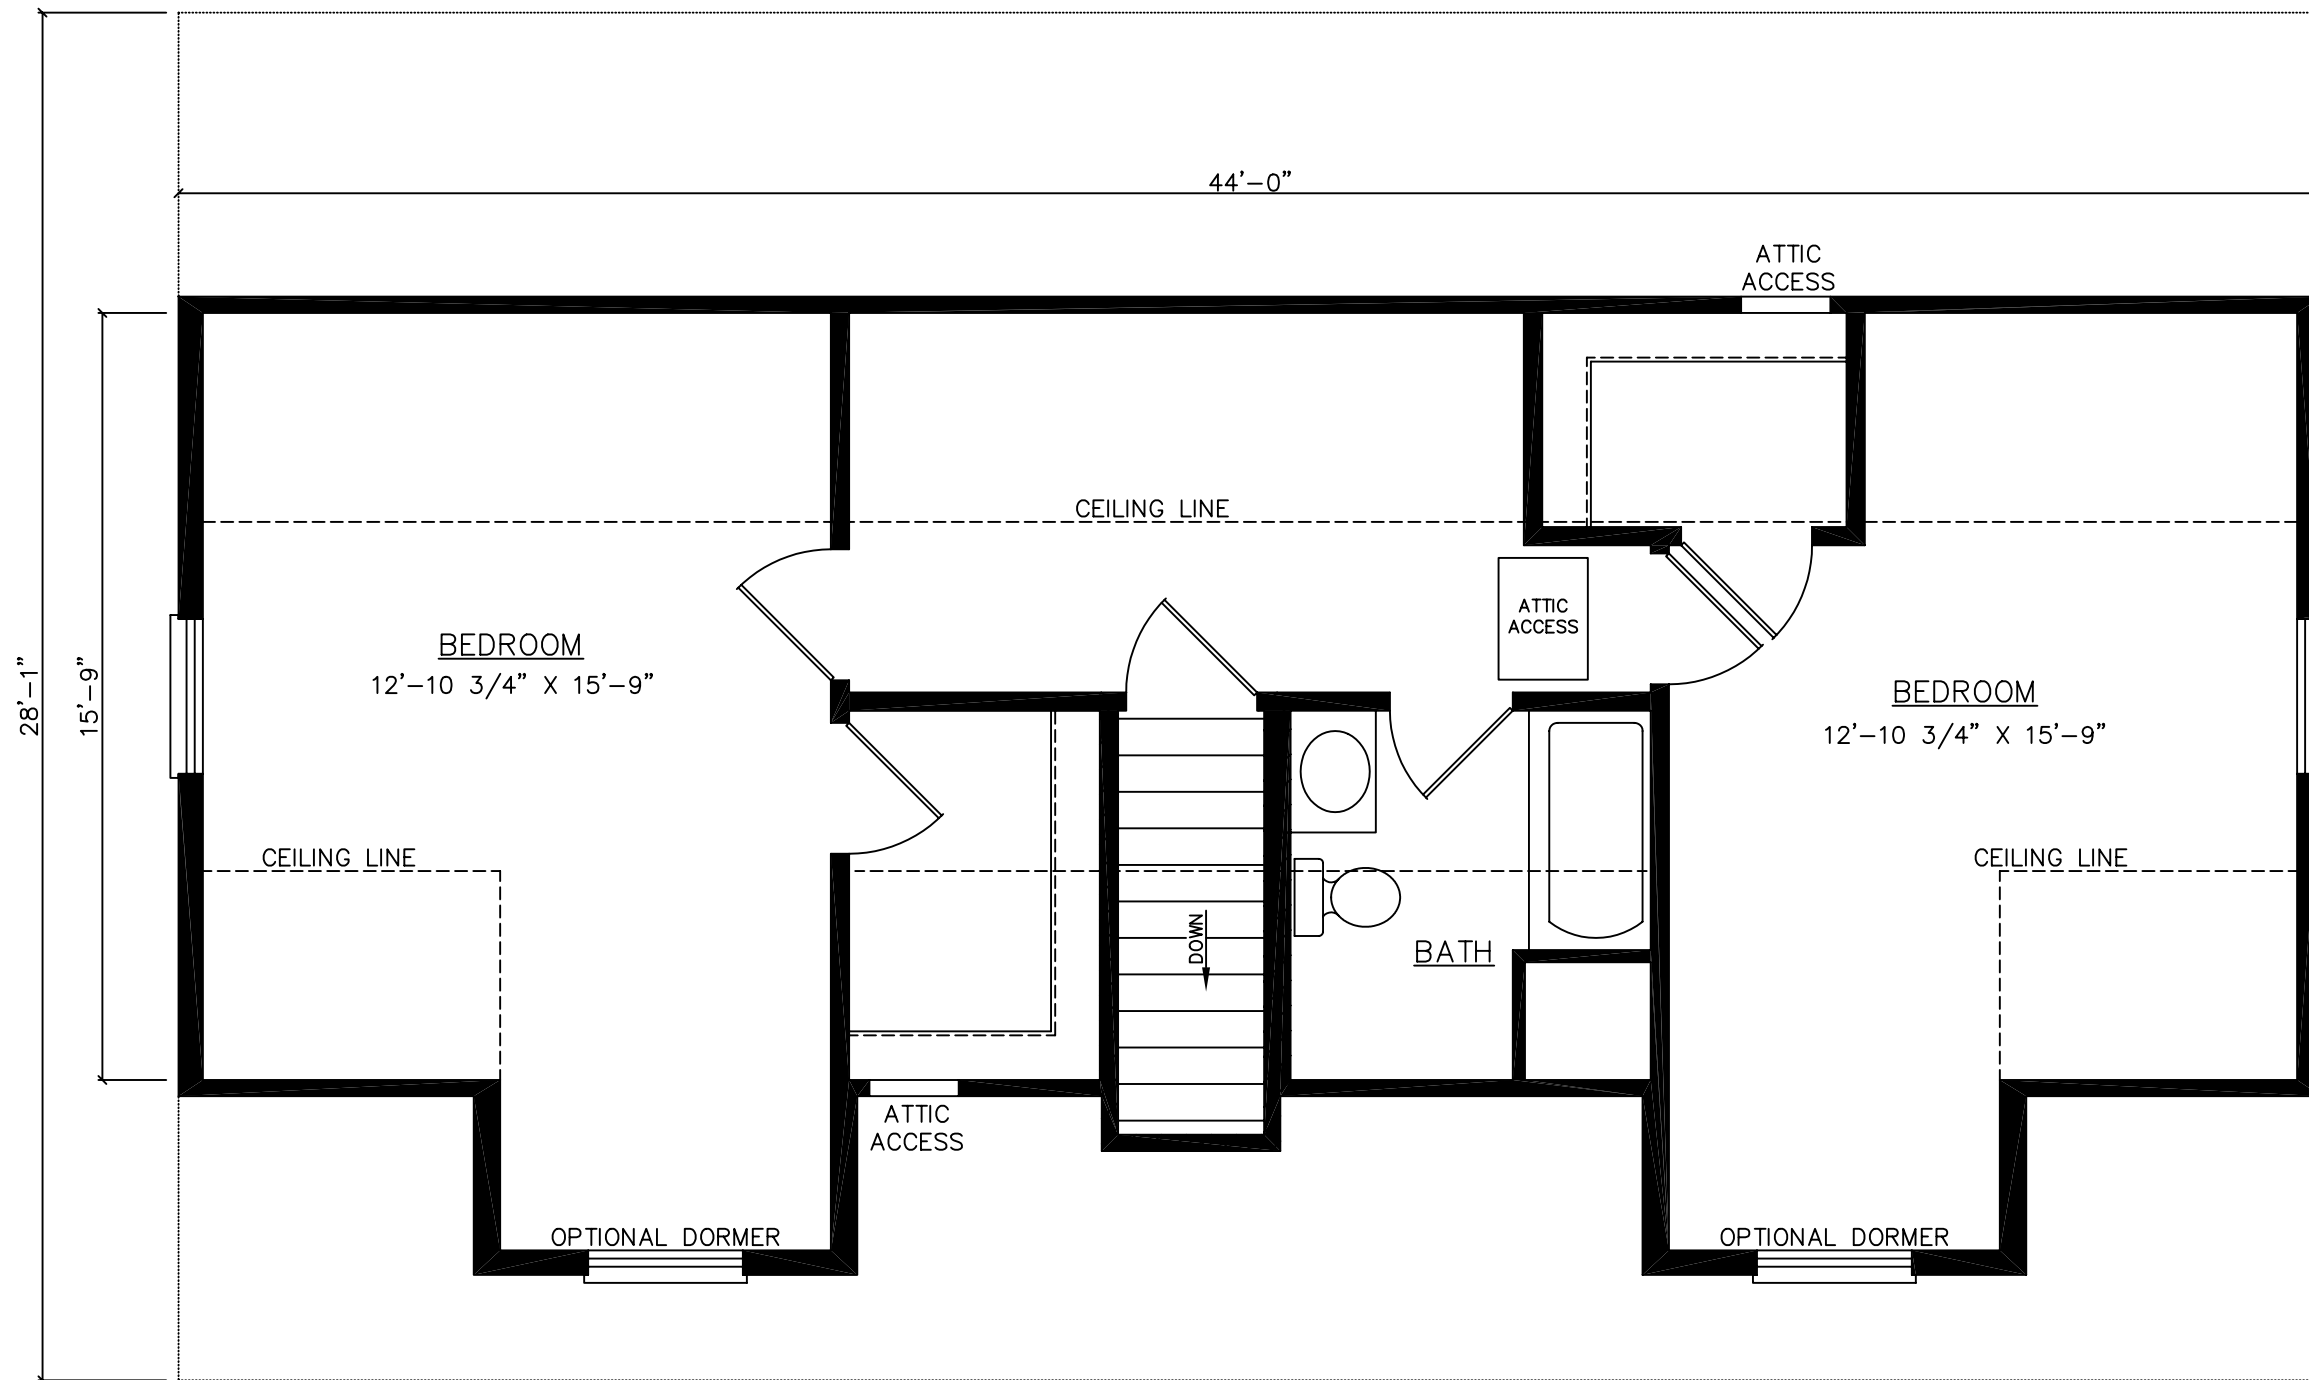 44'-0"
ATTIC
ACCESS
CEILING LINE
ATTIC
ACCESS
BEDROOM
12'-10 3/4" X 15'-9"
28'-1"
15'-9"
BEDROOM
12'-10 3/4" X 15'-9"
CEILING LINE
CEILING LINE
DOWN
BATH
ATTIC
ACCESS
OPTIONAL DORMER
OPTIONAL DORMER